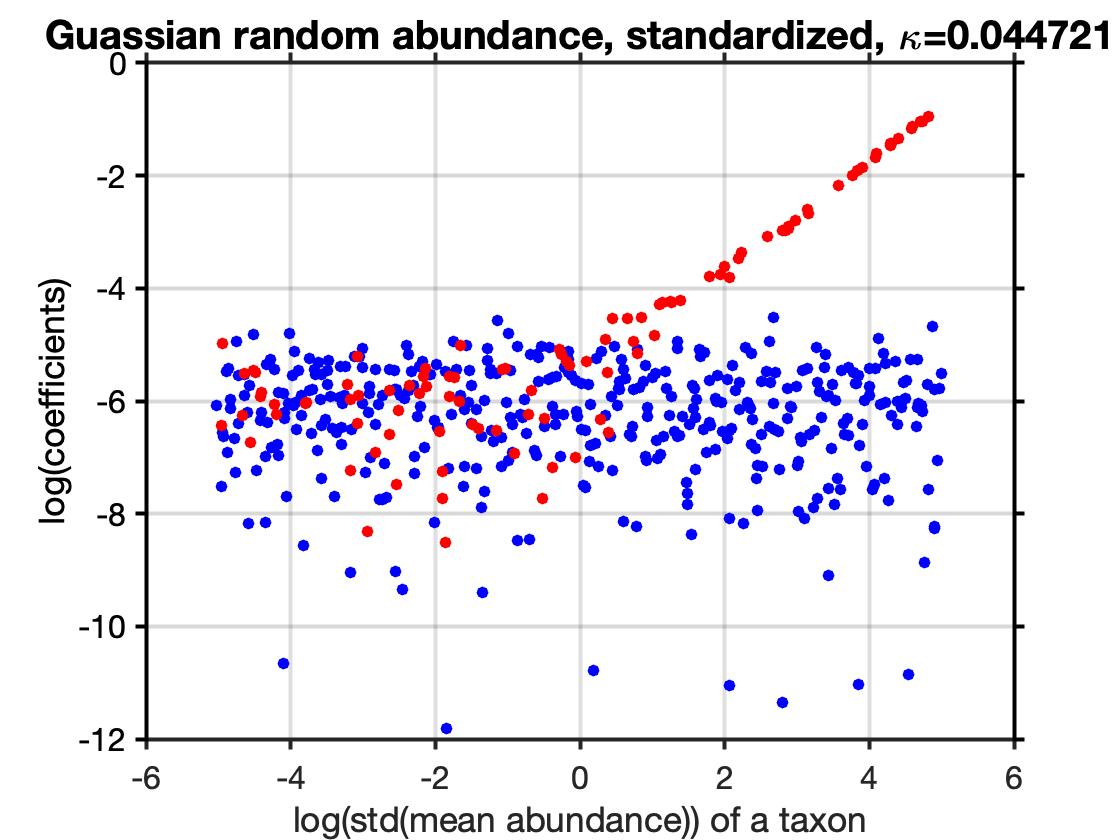 Guassian random abundance, standardized, κ=0.044721
0
-2
-4
-6
-8
-10
-12
log(coefficients)
-6 -4 -2 0 2 4 6
log(std(mean abundance)) of a taxon